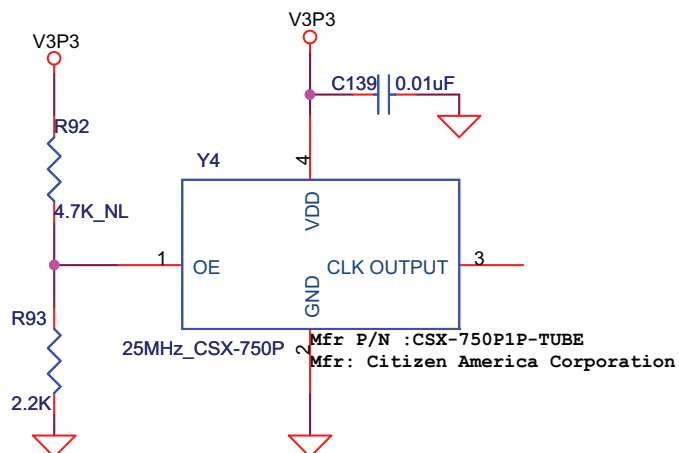 V3P3
V3P3
C139 0.01uF
R92
Y4
4
4.7K_NL
VDD
1
OE
CLK OUTPUT
3
GND
R93
25MHz_CSX-750P
2
Mfr P/N :CSX-750P1P-TUBE
Mfr: Citizen America Corporation
2.2K